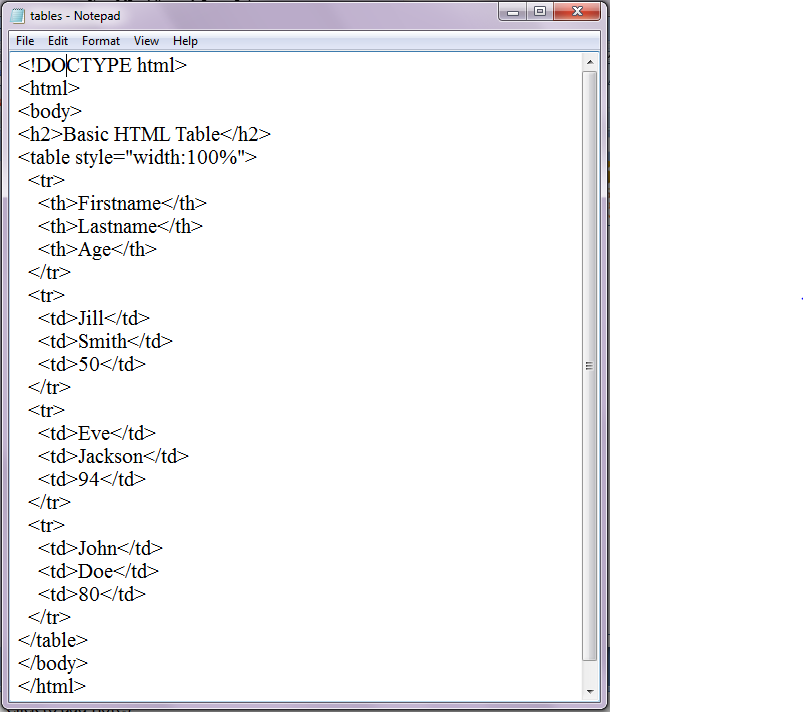 tables - Notepad
File Edit Format View Help
<!DOCTYPE html>
<html>
<body>
<h2>Basic HTML Table</h2>
<table style="width:100%">
  <tr>
    <th>Firstname</th>
    <th>Lastname</th>
    <th>Age</th>
  </tr>
  <tr>
    <td>Jill</td>
    <td>Smith</td>
    <td>50</td>
  </tr>
  <tr>
    <td>Eve</td>
    <td>Jackson</td>
    <td>94</td>
  </tr>
  <tr>
    <td>John</td>
    <td>Doe</td>
    <td>80</td>
  </tr>
</table>
</body>
</html>